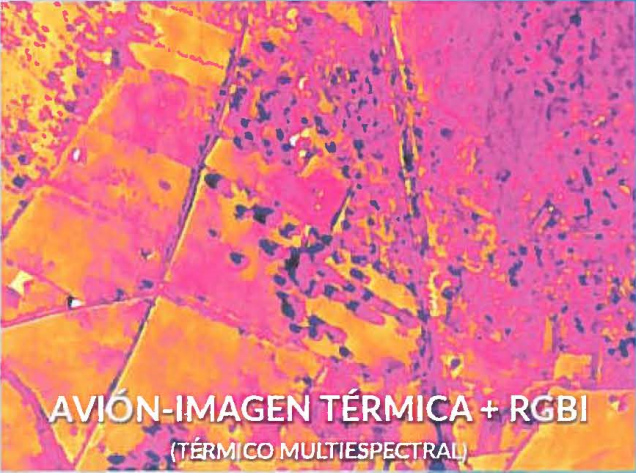 AVIÓN-IMAGEN TÉRMICA + RGBI
(TÉRMICO MULTIESPECTRAL)